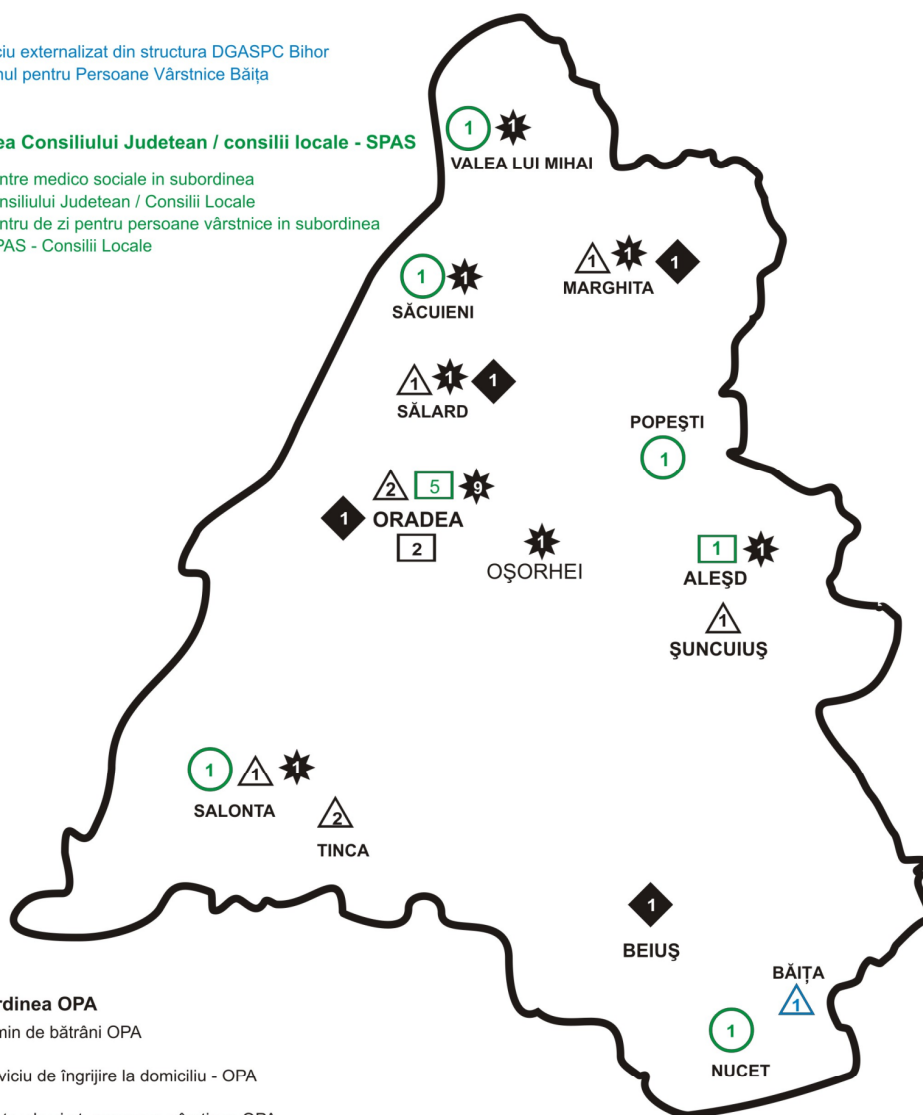 ciu externalizat din structura DGASPC Bihor
nul pentru Persoane Vârstnice Băița
ea Consiliului Judetean / consilii locale - SPAS
ntre medico sociale in subordinea
onsiliului Judetean / Consilii Locale
ntru de zi pentru persoane vârstnice in subordinea
PAS - Consilii Locale
1 1
VALEA LUI MIHAI
1 1 1
MARGHITA
1 1
SĂCUIENI
1 1 1
SĂLARD
POPEŞTI
1
2 5 9
1 ORADEA
2
1
OŞORHEI
1 1
ALEŞD
1
ŞUNCUIUŞ
1 1 1
SALONTA
2
TINCA
1
BEIUŞ
BĂIȚA
1
1
NUCET
rdinea OPA
min de bătrâni OPA
viciu de îngrijire la domiciliu - OPA